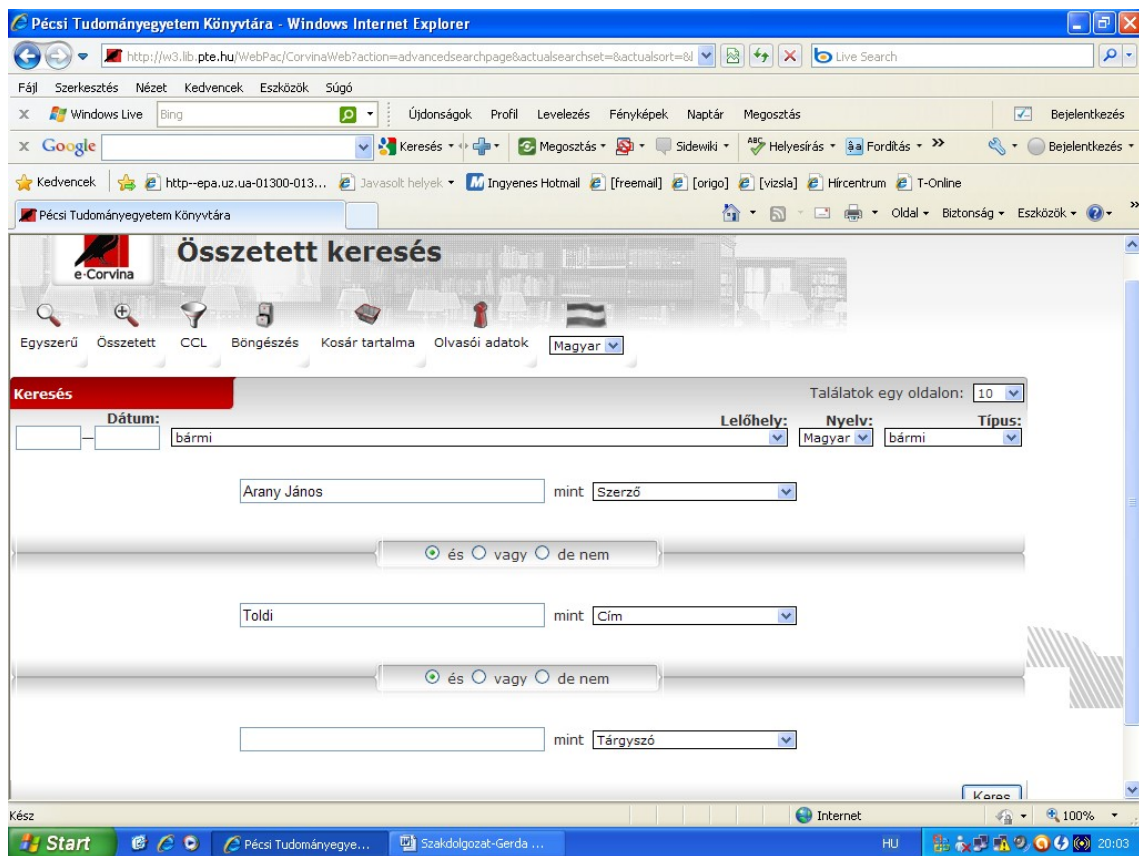 Pécsi Tudományegyetem Könyvtára - Windows Internet Explorer
http://w3.lib.pte.hu/WebPac/CorvinaWeb?action=advancedsearchpage&actualsearchset=&actualsort=&l
Live Search
Fájl Szerkesztés Nézet Kedvencek Eszközök Súgó
x Windows Live Bing Újdonságok Profil Levelezés Fényképek Naptár Megosztás Bejelentkezés
x Google Keresés Megosztás Sidewiki ABC Helyesírás Fordítás >> Bejelentkezés
Kedvencek http--epa.uz.ua-01300-013... Javasolt helyek Ingyenes Hotmail [freemail] [origo] [vizsla] Hírcentrum T-Online
Pécsi Tudományegyetem Könyvtára Oldal Biztonság Eszközök >>
e-Corvina Összetett keresés
Egyszerű Összetett CCL Böngészés Kosár tartalma Olvasói adatok Magyar
Keresés Találatok egy oldalon: 10
Dátum: Lelőhely: Nyelv: Típus:
— bármi Magyar bármi
Arany János mint Szerző
és vagy de nem
Toldi mint Cím
és vagy de nem
mint Tárgyszó
Keres
Kész Internet 100%
Start Pécsi Tudományegye... Szakdolgozat-Gerda ... HU 20:03